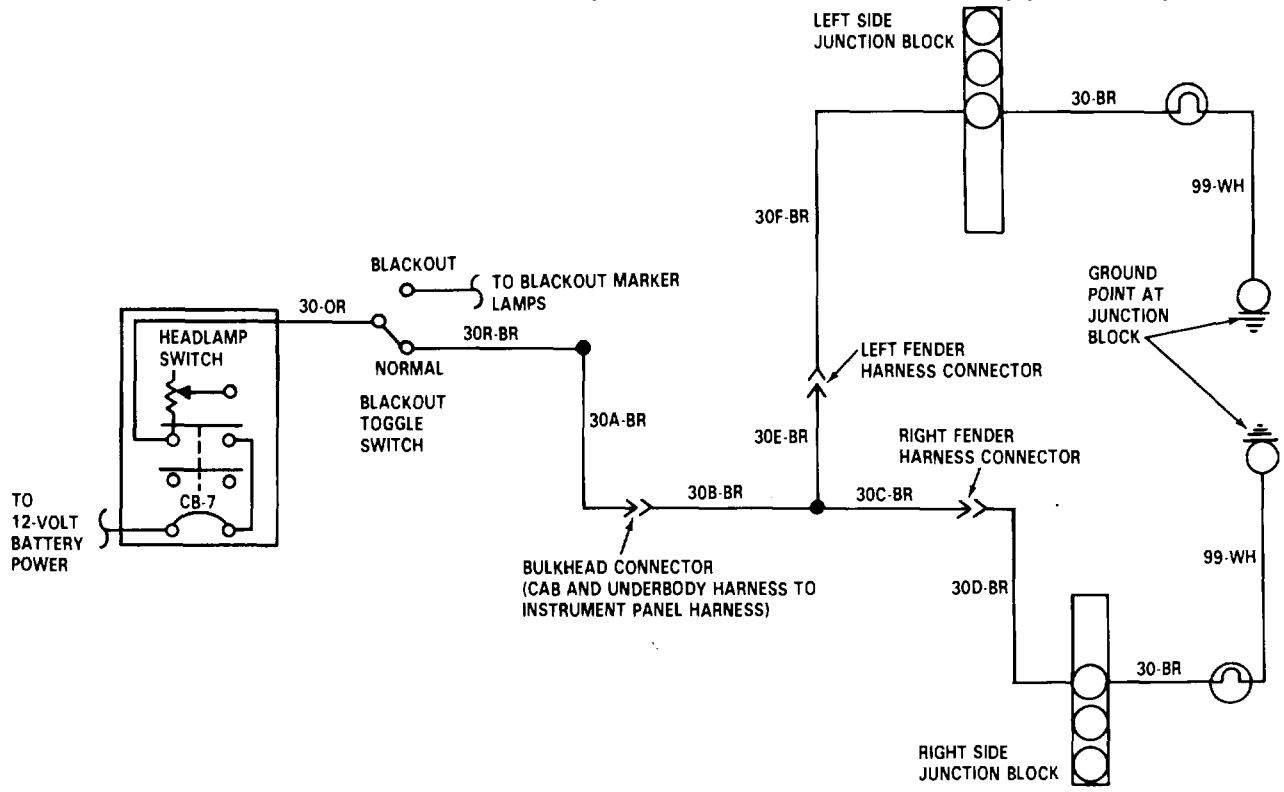 LEFT SIDE
JUNCTION BLOCK
30-BR
99-WH
30F-BR
BLACKOUT
TO BLACKOUT MARKER
LAMPS
GROUND
POINT AT
JUNCTION
BLOCK
30-OR
30R-BR
HEADLAMP
SWITCH
NORMAL
LEFT FENDER
HARNESS CONNECTOR
BLACKOUT
TOGGLE
SWITCH
30A-BR
30E-BR
RIGHT FENDER
HARNESS CONNECTOR
TO
12-VOLT
BATTERY
POWER
CB-7
30B-BR
30C-BR
BULKHEAD CONNECTOR
(CAB AND UNDERBODY HARNESS TO
INSTRUMENT PANEL HARNESS)
30D-BR
99-WH
30-BR
RIGHT SIDE
JUNCTION BLOCK